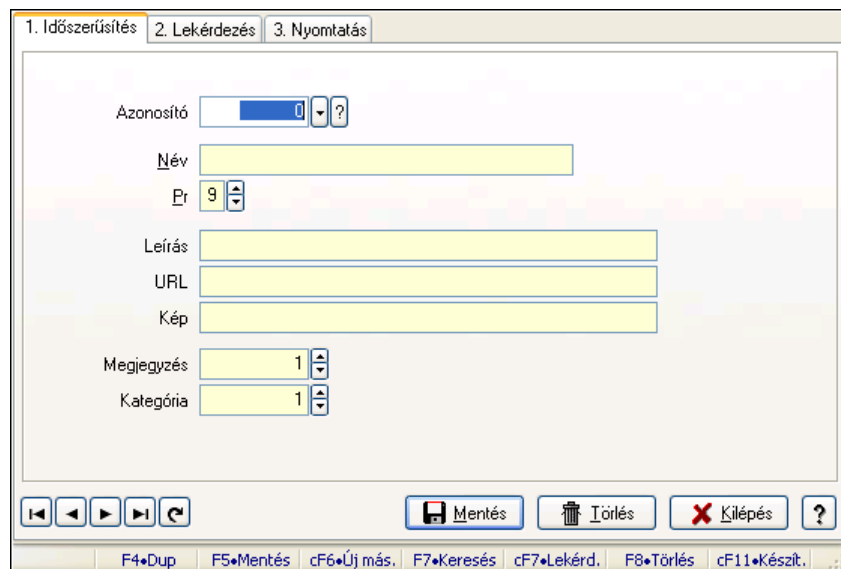 1. Időszerűsítés 2. Lekérdezés 3. Nyomtatás
Azonosító 0 ?
Név
Pr 9
Leírás
URL
Kép
Megjegyzés 1
Kategória 1
Mentés Törlés Kilépés ?
F4•Dup F5•Mentés cF6•Új más. F7•Keresés cF7•Lekérd. F8•Törlés cF11•Készít.